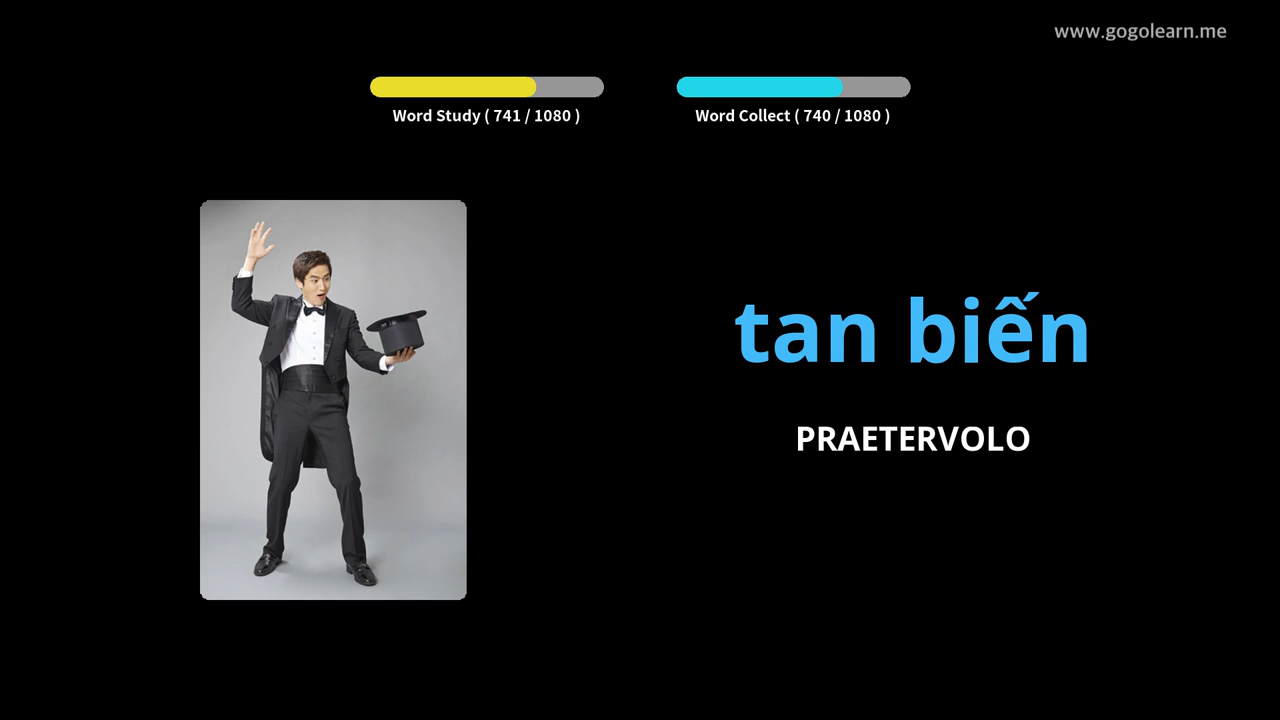 www.gogolearn.me
Word Study ( 741 / 1080 )
Word Collect ( 740 / 1080 )
tan biến
PRAETERVOLO